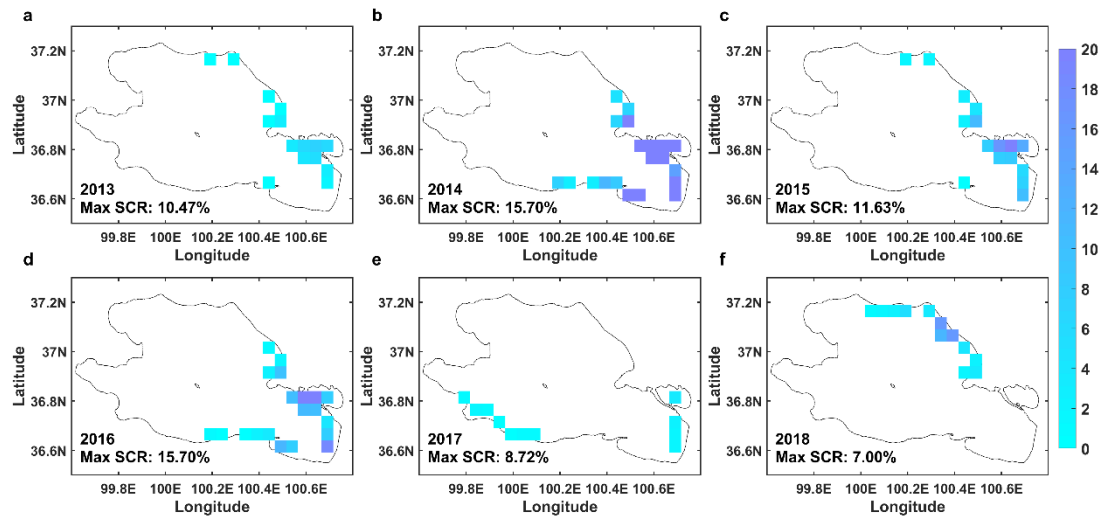 a
b
c
37.2N
37N
36.8N
36.6N
Latitude
2013
Max SCR: 10.47%
99.8E 100E 100.2E 100.4E 100.6E
Longitude
37.2N
37N
36.8N
36.6N
Latitude
2014
Max SCR: 15.70%
99.8E 100E 100.2E 100.4E 100.6E
Longitude
37.2N
37N
36.8N
36.6N
Latitude
2015
Max SCR: 11.63%
99.8E 100E 100.2E 100.4E 100.6E
Longitude
d
e
f
37.2N
37N
36.8N
36.6N
Latitude
2016
Max SCR: 15.70%
99.8E 100E 100.2E 100.4E 100.6E
Longitude
37.2N
37N
36.8N
36.6N
Latitude
2017
Max SCR: 8.72%
99.8E 100E 100.2E 100.4E 100.6E
Longitude
37.2N
37N
36.8N
36.6N
Latitude
2018
Max SCR: 7.00%
99.8E 100E 100.2E 100.4E 100.6E
Longitude
20
18
16
14
12
10
8
6
4
2
0